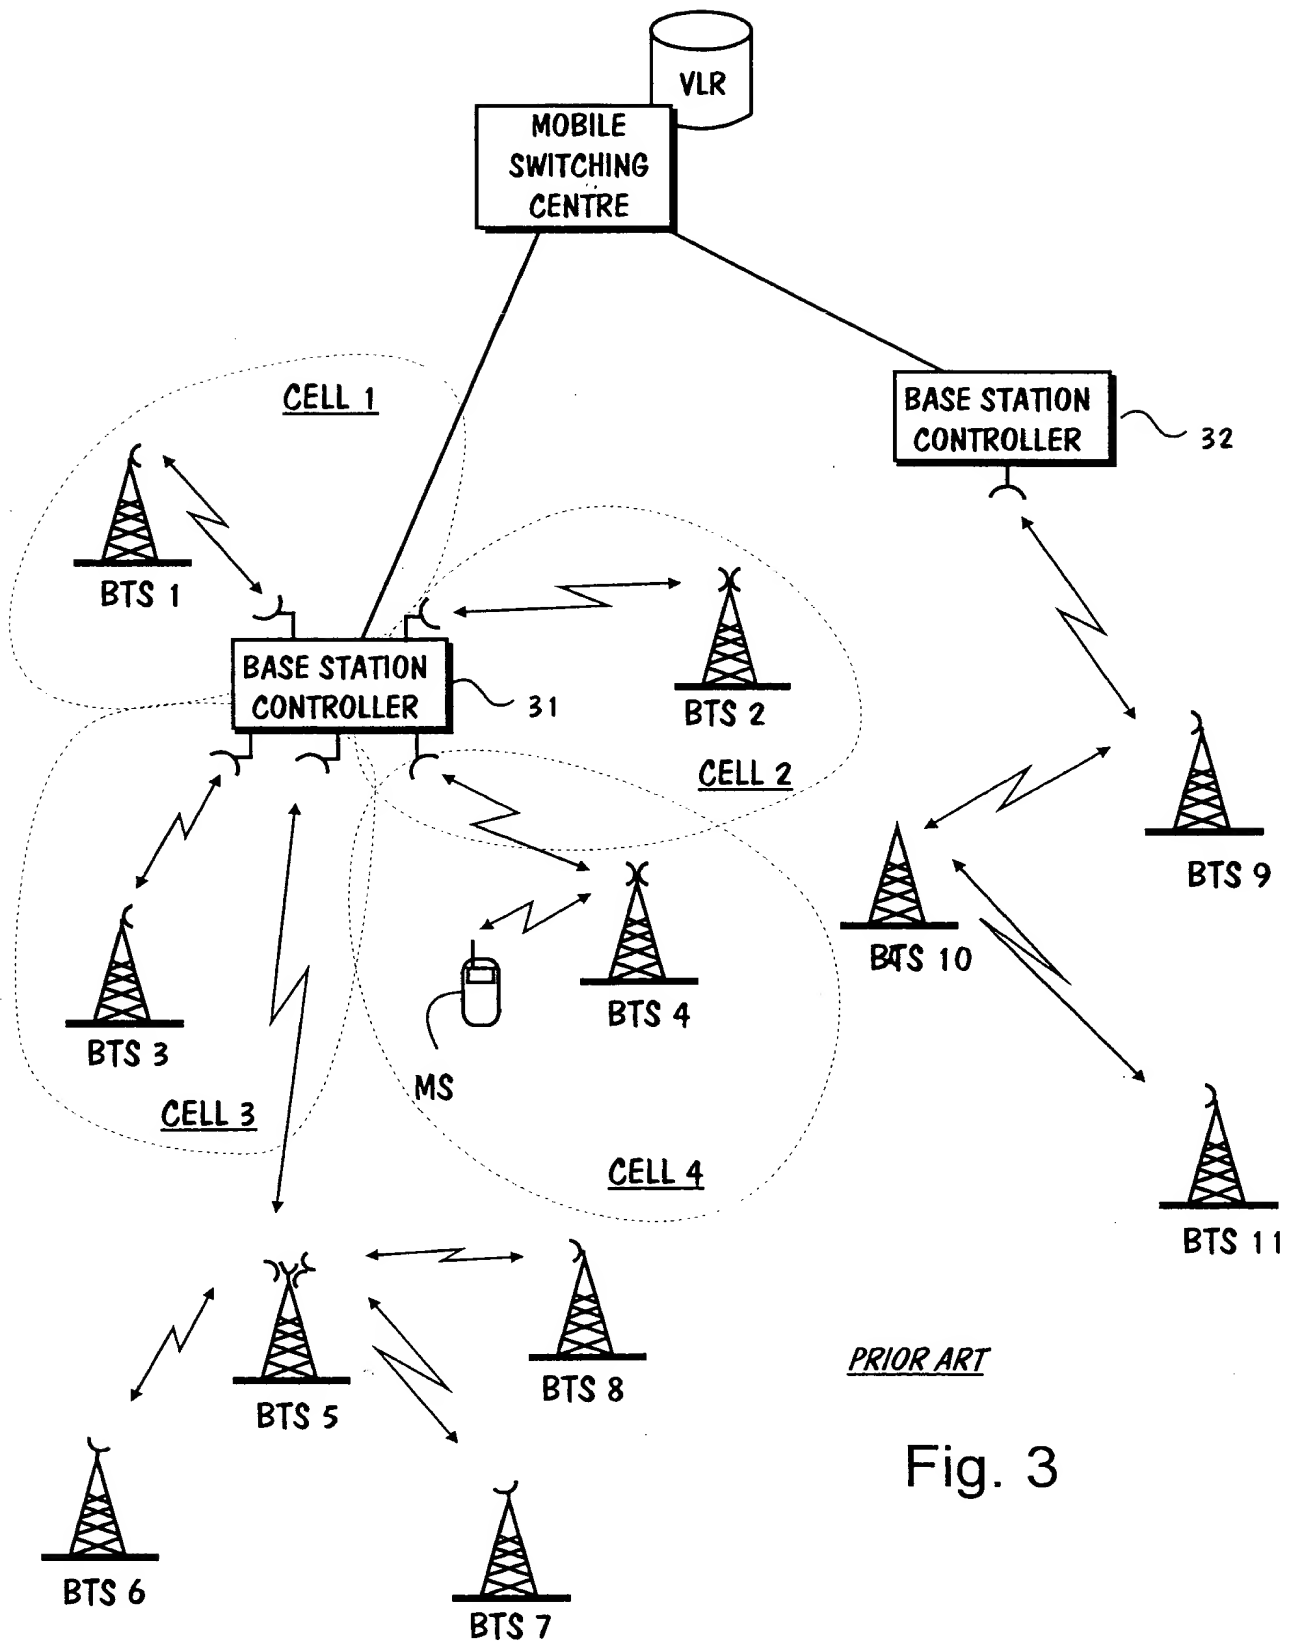 VLR
MOBILE
SWITCHING
CENTRE
CELL 1
BASE STATION
CONTROLLER
32
BTS 1
BASE STATION
CONTROLLER
31
BTS 2
CELL 2
BTS 9
BTS 10
BTS 4
BTS 3
MS
CELL 3
CELL 4
BTS 11
BTS 8
BTS 5
PRIOR ART
Fig. 3
BTS 6
BTS 7